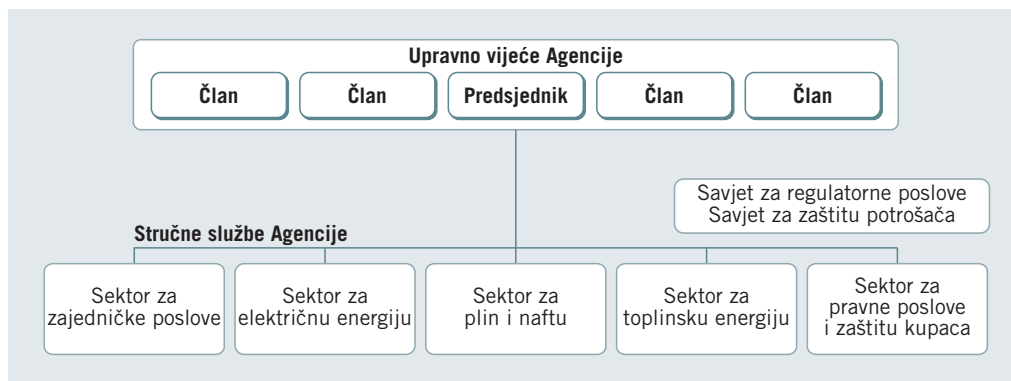 Upravno vijeće Agencije
Član
Član
Predsjednik
Član
Član
Savjet za regulatorne poslove
Savjet za zaštitu potrošača
Stručne službe Agencije
Sektor za
zajedničke poslove
Sektor za
električnu energiju
Sektor za
plin i naftu
Sektor za
toplinsku energiju
Sektor za
pravne poslove
i zaštitu kupaca